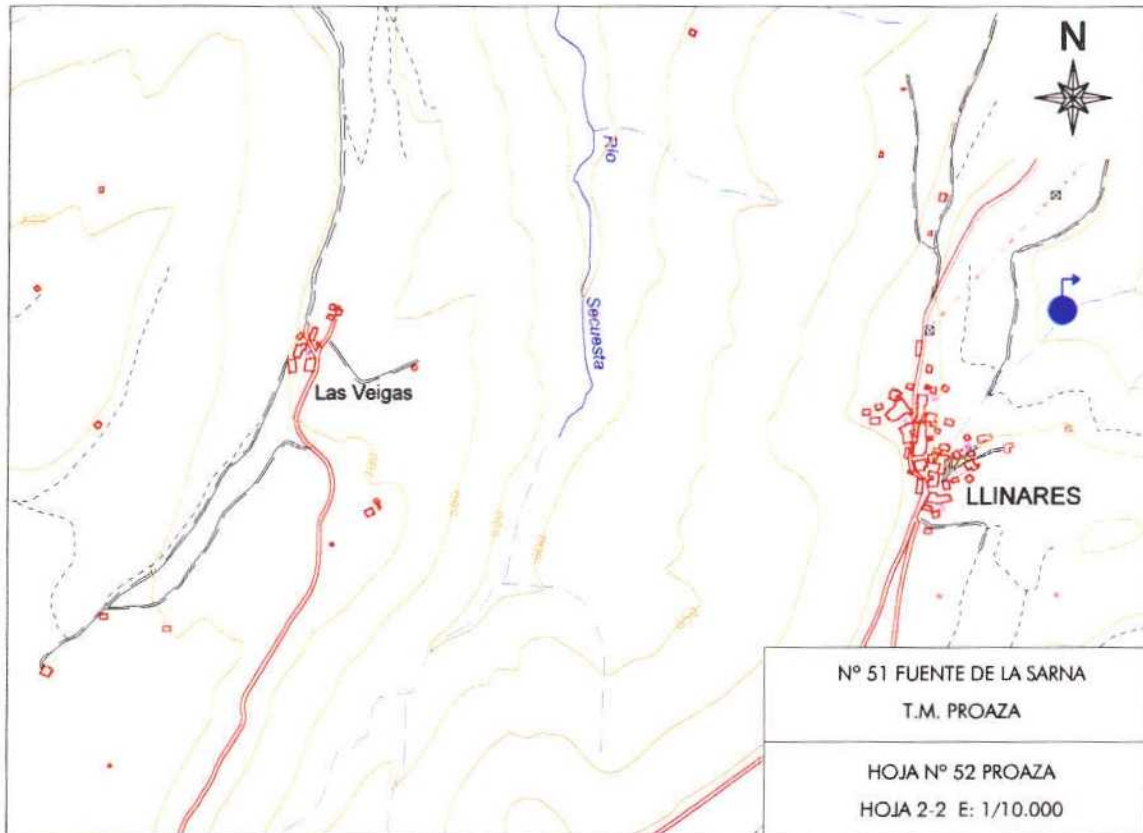 N
Río
Secuesta
Las Veigas
LLINARES
Nº 51 FUENTE DE LA SARNA
T.M. PROAZA
HOJA Nº 52 PROAZA
HOJA 2-2 E: 1/10.000